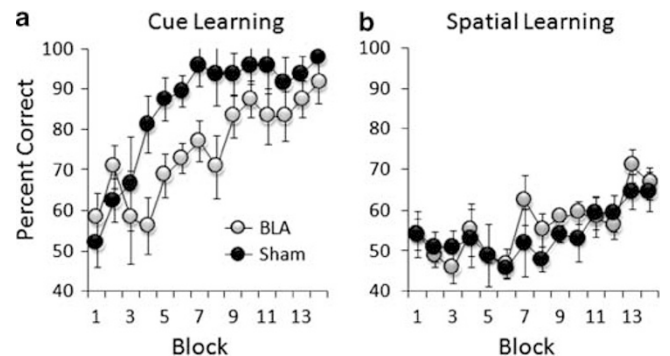 a Cue Learning
Percent Correct
100
90
80
70
60
50
40
BLA
Sham
1 3 5 7 9 11 13
Block
b Spatial Learning
100
90
80
70
60
50
40
1 3 5 7 9 11 13
Block